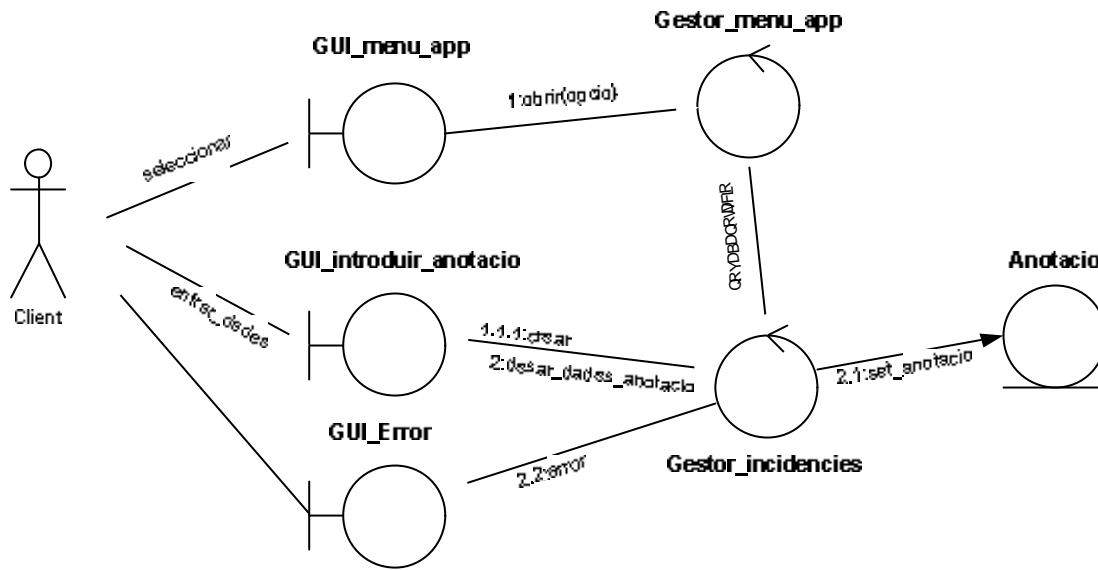 Gestor_menu_app
GUI_menu_app
1:obrir(opcio)
seleccionar
GUI_introduir_anotacio
Anotacio
entrar_dades
Client
1.1.1:crear
2:desar_dades_anotacio
2.1:set_anotacio
GUI_Error
Gestor_incidencies
2.2:error